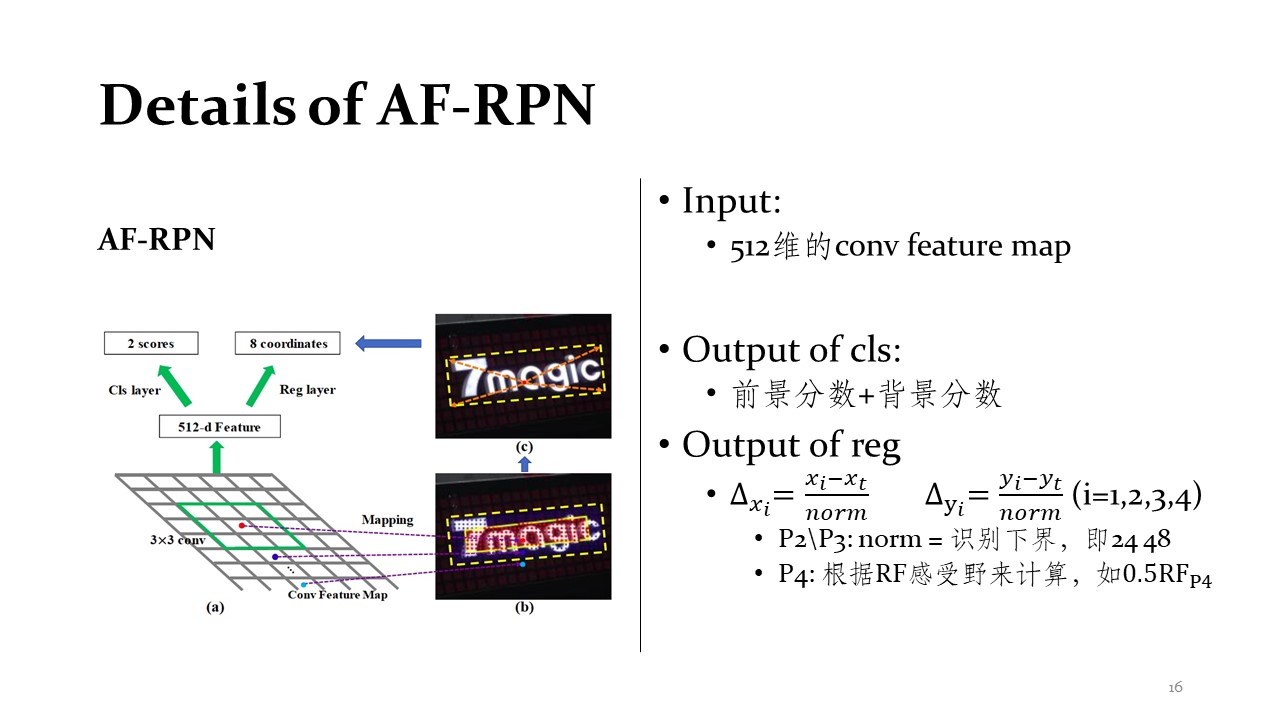 Details of AF-RPN
AF-RPN
2 scores
8 coordinates
Cls layer
Reg layer
512-d Feature
3×3 conv
Mapping
Conv Feature Map
(a)
7magic
(c)
7magic
(b)
• Input:
• 512维的conv feature map
• Output of cls:
• 前景分数+背景分数
• Output of reg
• Δ_{x_i} = \frac{x_i−x_t}{norm} Δ_{y_i} = \frac{y_i−y_t}{norm} (i=1,2,3,4)
• P2\P3: norm = 识别下界，即24 48
• P4: 根据RF感受野来计算，如0.5RF_{P4}
16